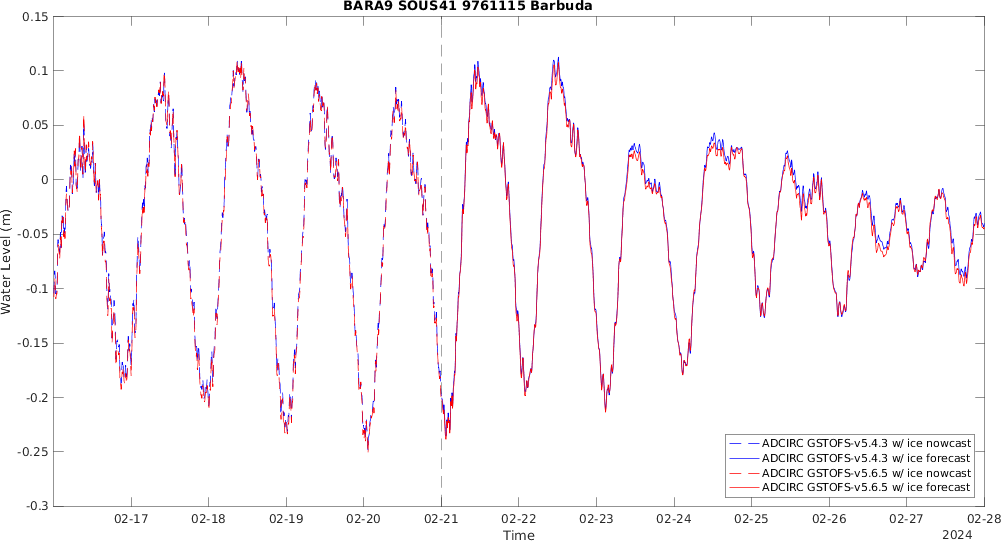 BARA9 SOUS41 9761115 Barbuda
0.15
0.1
0.05
0
-0.05
-0.1
-0.15
-0.2
-0.25
-0.3
Water Level (m)
ADCIRC GSTOFS-v5.4.3 w/ ice nowcast
ADCIRC GSTOFS-v5.4.3 w/ ice forecast
ADCIRC GSTOFS-v5.6.5 w/ ice nowcast
ADCIRC GSTOFS-v5.6.5 w/ ice forecast
02-17 02-18 02-19 02-20 02-21 02-22 02-23 02-24 02-25 02-26 02-27 02-28
Time
2024